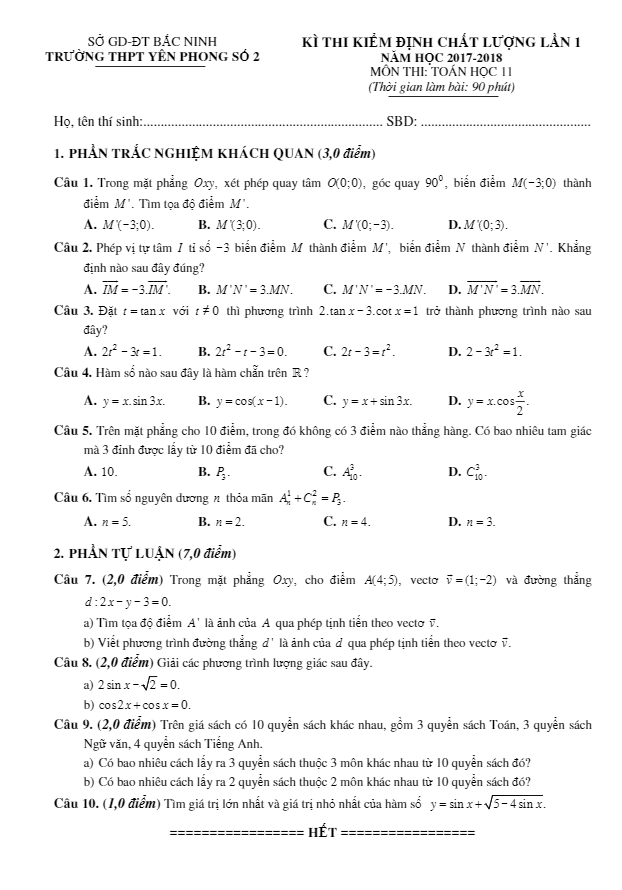 SỞ GD-ĐT BẮC NINH
TRƯỜNG THPT YÊN PHONG SỐ 2
KÌ THI KIỂM ĐỊNH CHẤT LƯỢNG LẦN 1
NĂM HỌC 2017-2018
MÔN THI: TOÁN HỌC 11
(Thời gian làm bài: 90 phút)
Họ, tên thí sinh:..................................................................... SBD: .................................................
1. PHẦN TRẮC NGHIỆM KHÁCH QUAN (3,0 điểm)
Câu 1. Trong mặt phẳng Oxy, xét phép quay tâm O(0;0), góc quay 90⁰, biến điểm M(−3;0) thành
điểm M'. Tìm tọa độ điểm M'.
A. M'(−3;0). B. M'(3;0). C. M'(0;−3). D. M'(0;3).
Câu 2. Phép vị tự tâm I tỉ số −3 biến điểm M thành điểm M', biến điểm N thành điểm N'. Khẳng
định nào sau đây đúng?
A. $\overline{IM} = -3.\overline{IM'}$. B. M'N' = 3.MN. C. M'N' = −3.MN. D. $\overline{M'N'} = 3.\overline{MN}$.
Câu 3. Đặt t = tan x với t ≠ 0 thì phương trình 2.tan x − 3.cot x = 1 trở thành phương trình nào sau
đây?
A. 2t² − 3t = 1. B. 2t² − t − 3 = 0. C. 2t − 3 = t². D. 2 − 3t² = 1.
Câu 4. Hàm số nào sau đây là hàm chẵn trên ℝ?
A. y = x.sin 3x. B. y = cos(x − 1). C. y = x + sin 3x. D. $y = x.\cos\frac{x}{2}$.
Câu 5. Trên mặt phẳng cho 10 điểm, trong đó không có 3 điểm nào thẳng hàng. Có bao nhiêu tam giác
mà 3 đỉnh được lấy từ 10 điểm đã cho?
A. 10. B. $P_3$. C. $A_{10}^3$. D. $C_{10}^3$.
Câu 6. Tìm số nguyên dương n thỏa mãn $A_n^1 + C_n^2 = P_3$.
A. n = 5. B. n = 2. C. n = 4. D. n = 3.
2. PHẦN TỰ LUẬN (7,0 điểm)
Câu 7. (2,0 điểm) Trong mặt phẳng Oxy, cho điểm A(4;5), vectơ $\vec{v}$ = (1;−2) và đường thẳng
d : 2x − y − 3 = 0.
a) Tìm tọa độ điểm A' là ảnh của A qua phép tịnh tiến theo vectơ $\vec{v}$.
b) Viết phương trình đường thẳng d' là ảnh của d qua phép tịnh tiến theo vectơ $\vec{v}$.
Câu 8. (2,0 điểm) Giải các phương trình lượng giác sau đây.
a) 2 sin x − √2 = 0.
b) cos2x + cos x = 0.
Câu 9. (2,0 điểm) Trên giá sách có 10 quyển sách khác nhau, gồm 3 quyển sách Toán, 3 quyển sách
Ngữ văn, 4 quyển sách Tiếng Anh.
a) Có bao nhiêu cách lấy ra 3 quyển sách thuộc 3 môn khác nhau từ 10 quyển sách đó?
b) Có bao nhiêu cách lấy ra 2 quyển sách thuộc 2 môn khác nhau từ 10 quyển sách đó?
Câu 10. (1,0 điểm) Tìm giá trị lớn nhất và giá trị nhỏ nhất của hàm số $y = \sin x + \sqrt{5 - 4\sin x}$.
================= HẾT =================